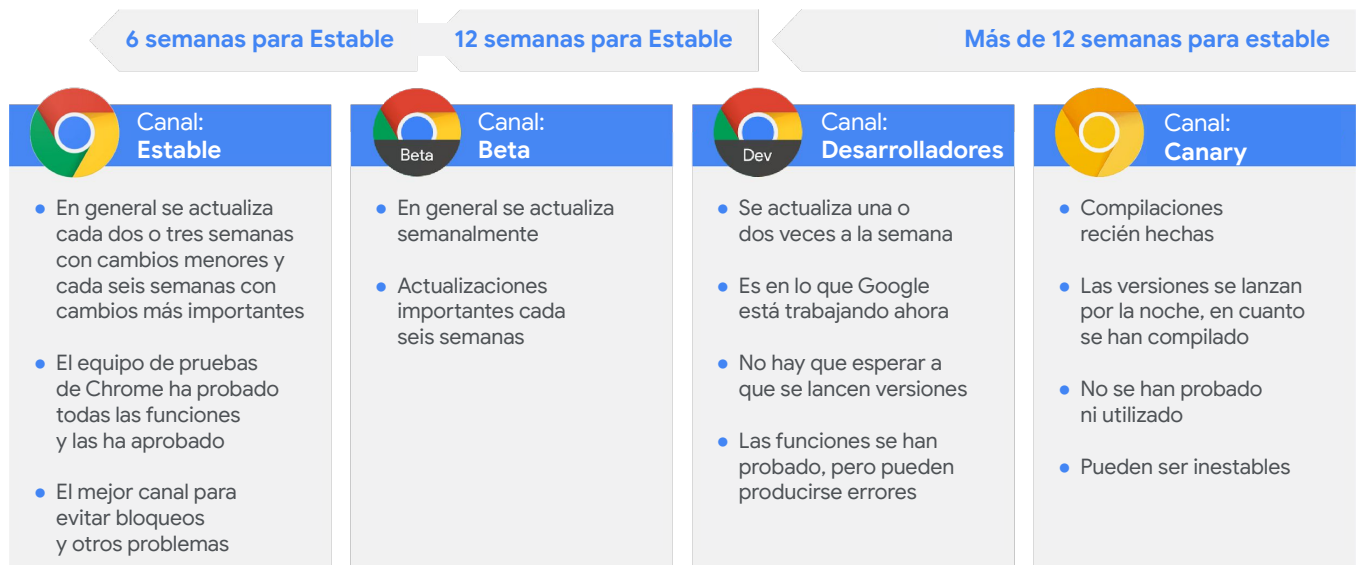 6 semanas para Estable
12 semanas para Estable
Más de 12 semanas para estable
Canal:
Estable
En general se actualiza
cada dos o tres semanas
con cambios menores y
cada seis semanas con
cambios más importantes
El equipo de pruebas
de Chrome ha probado
todas las funciones
y las ha aprobado
El mejor canal para
evitar bloqueos
y otros problemas
Beta
Canal:
Beta
En general se actualiza
semanalmente
Actualizaciones
importantes cada
seis semanas
Dev
Canal:
Desarrolladores
Se actualiza una o
dos veces a la semana
Es en lo que Google
está trabajando ahora
No hay que esperar a
que se lancen versiones
Las funciones se han
probado, pero pueden
producirse errores
Canal:
Canary
Compilaciones
recién hechas
Las versiones se lanzan
por la noche, en cuanto
se han compilado
No se han probado
ni utilizado
Pueden ser inestables